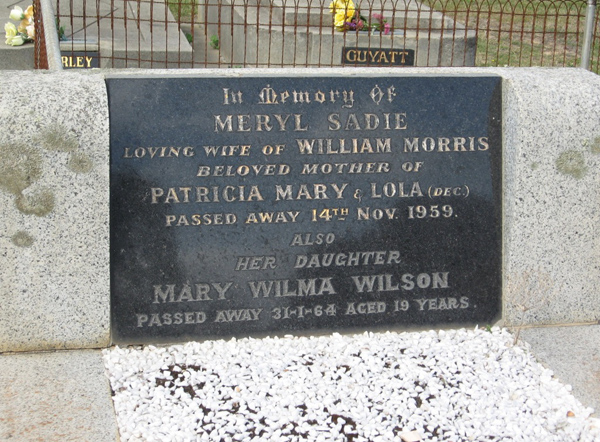 RLEY
GUYATT
In Memory Of
MERYL SADIE
LOVING WIFE OF WILLIAM MORRIS
BELOVED MOTHER OF
PATRICIA MARY & LOLA (DEC)
PASSED AWAY 14TH NOV. 1959.
ALSO
HER DAUGHTER
MARY WILMA WILSON
PASSED AWAY 31-1-64 AGED 19 YEARS.